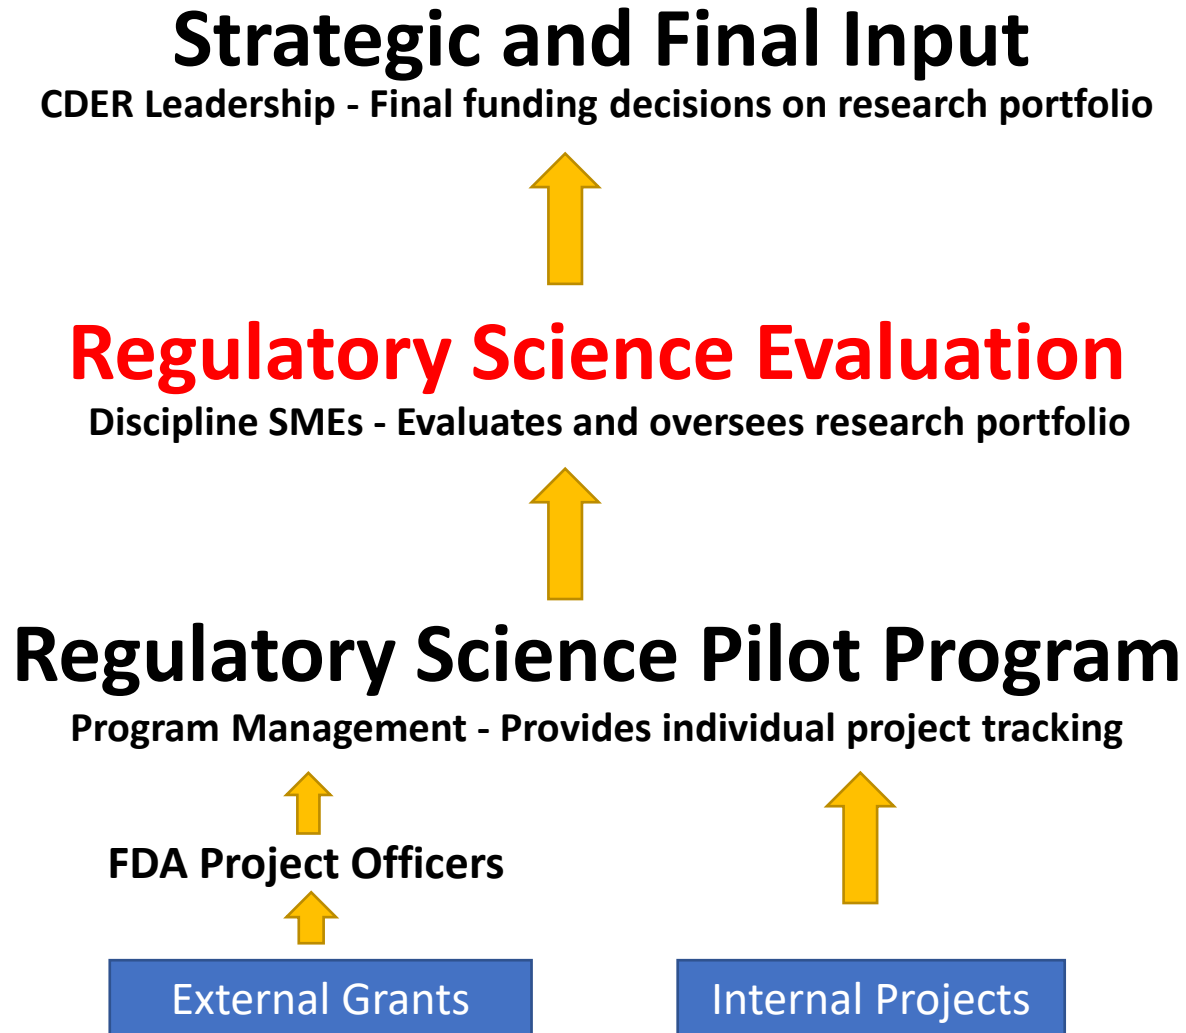 Strategic and Final Input
CDER Leadership - Final funding decisions on research portfolio
Regulatory Science Evaluation
Discipline SMEs - Evaluates and oversees research portfolio
Regulatory Science Pilot Program
Program Management - Provides individual project tracking
FDA Project Officers
External Grants
Internal Projects